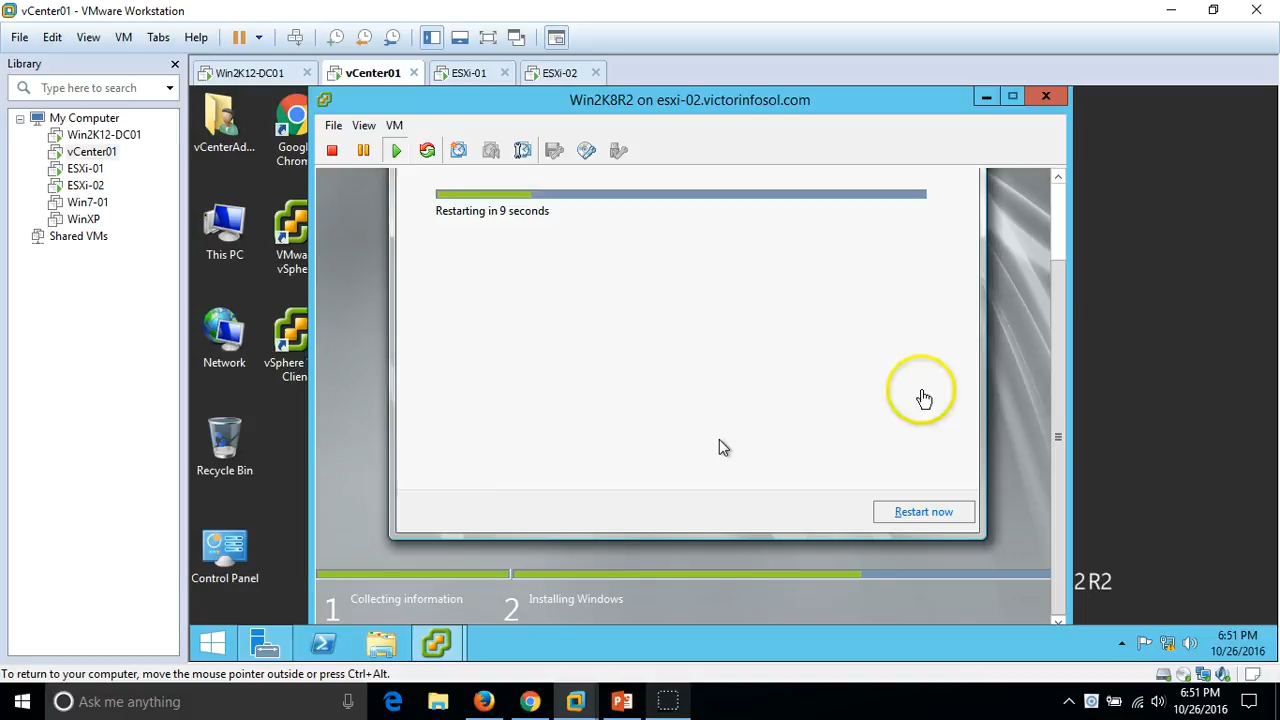 vCenter01 - VMware Workstation
File Edit View VM Tabs Help
Library
Type here to search
My Computer
Win2K12-DC01
vCenter01
ESXi-01
ESXi-02
Win7-01
WinXP
Shared VMs
Win2K12-DC01 vCenter01 ESXi-01 ESXi-02
vCenterAd...
Googl
Chrom
This PC
VMwa
vSphe
Network
vSphere
Clien
Recycle Bin
Control Panel
Win2K8R2 on esxi-02.victorinfosol.com
File View VM
Restarting in 9 seconds
Restart now
1 Collecting information 2 Installing Windows
2 R2
6:51 PM
10/26/2016
To return to your computer, move the mouse pointer outside or press Ctrl+Alt.
Ask me anything
6:51 PM
10/26/2016